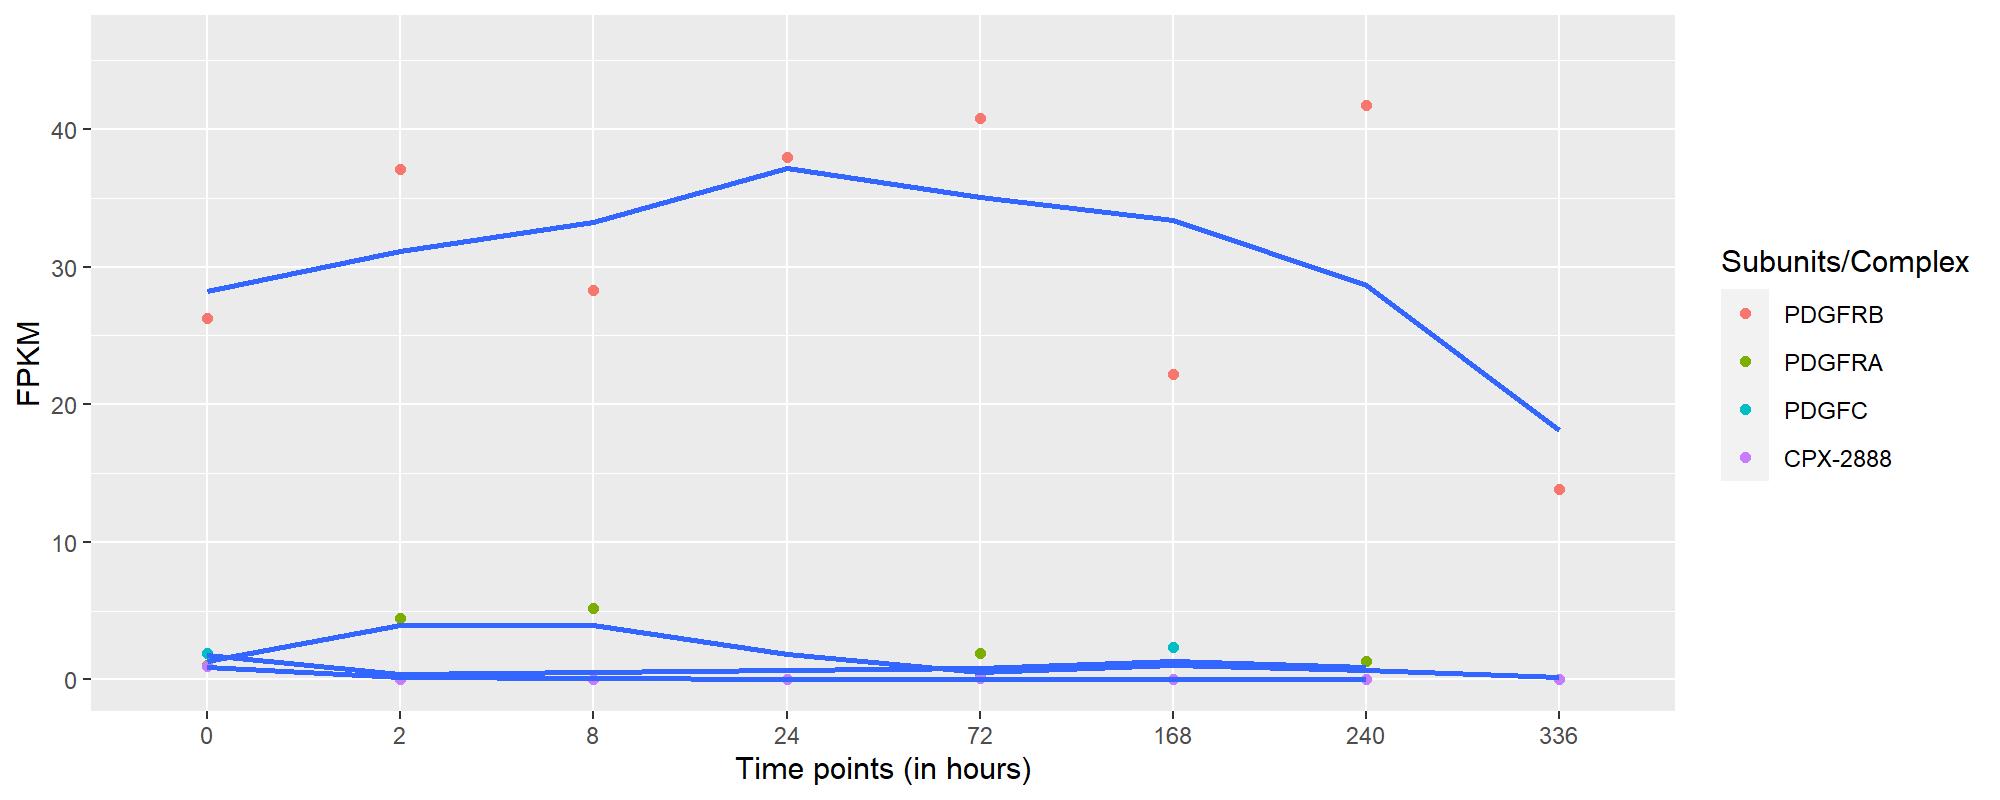 FPKM
40
30
20
10
0
0 2 8 24 72 168 240 336
Time points (in hours)
Subunits/Complex
PDGFRB
PDGFRA
PDGFC
CPX-2888